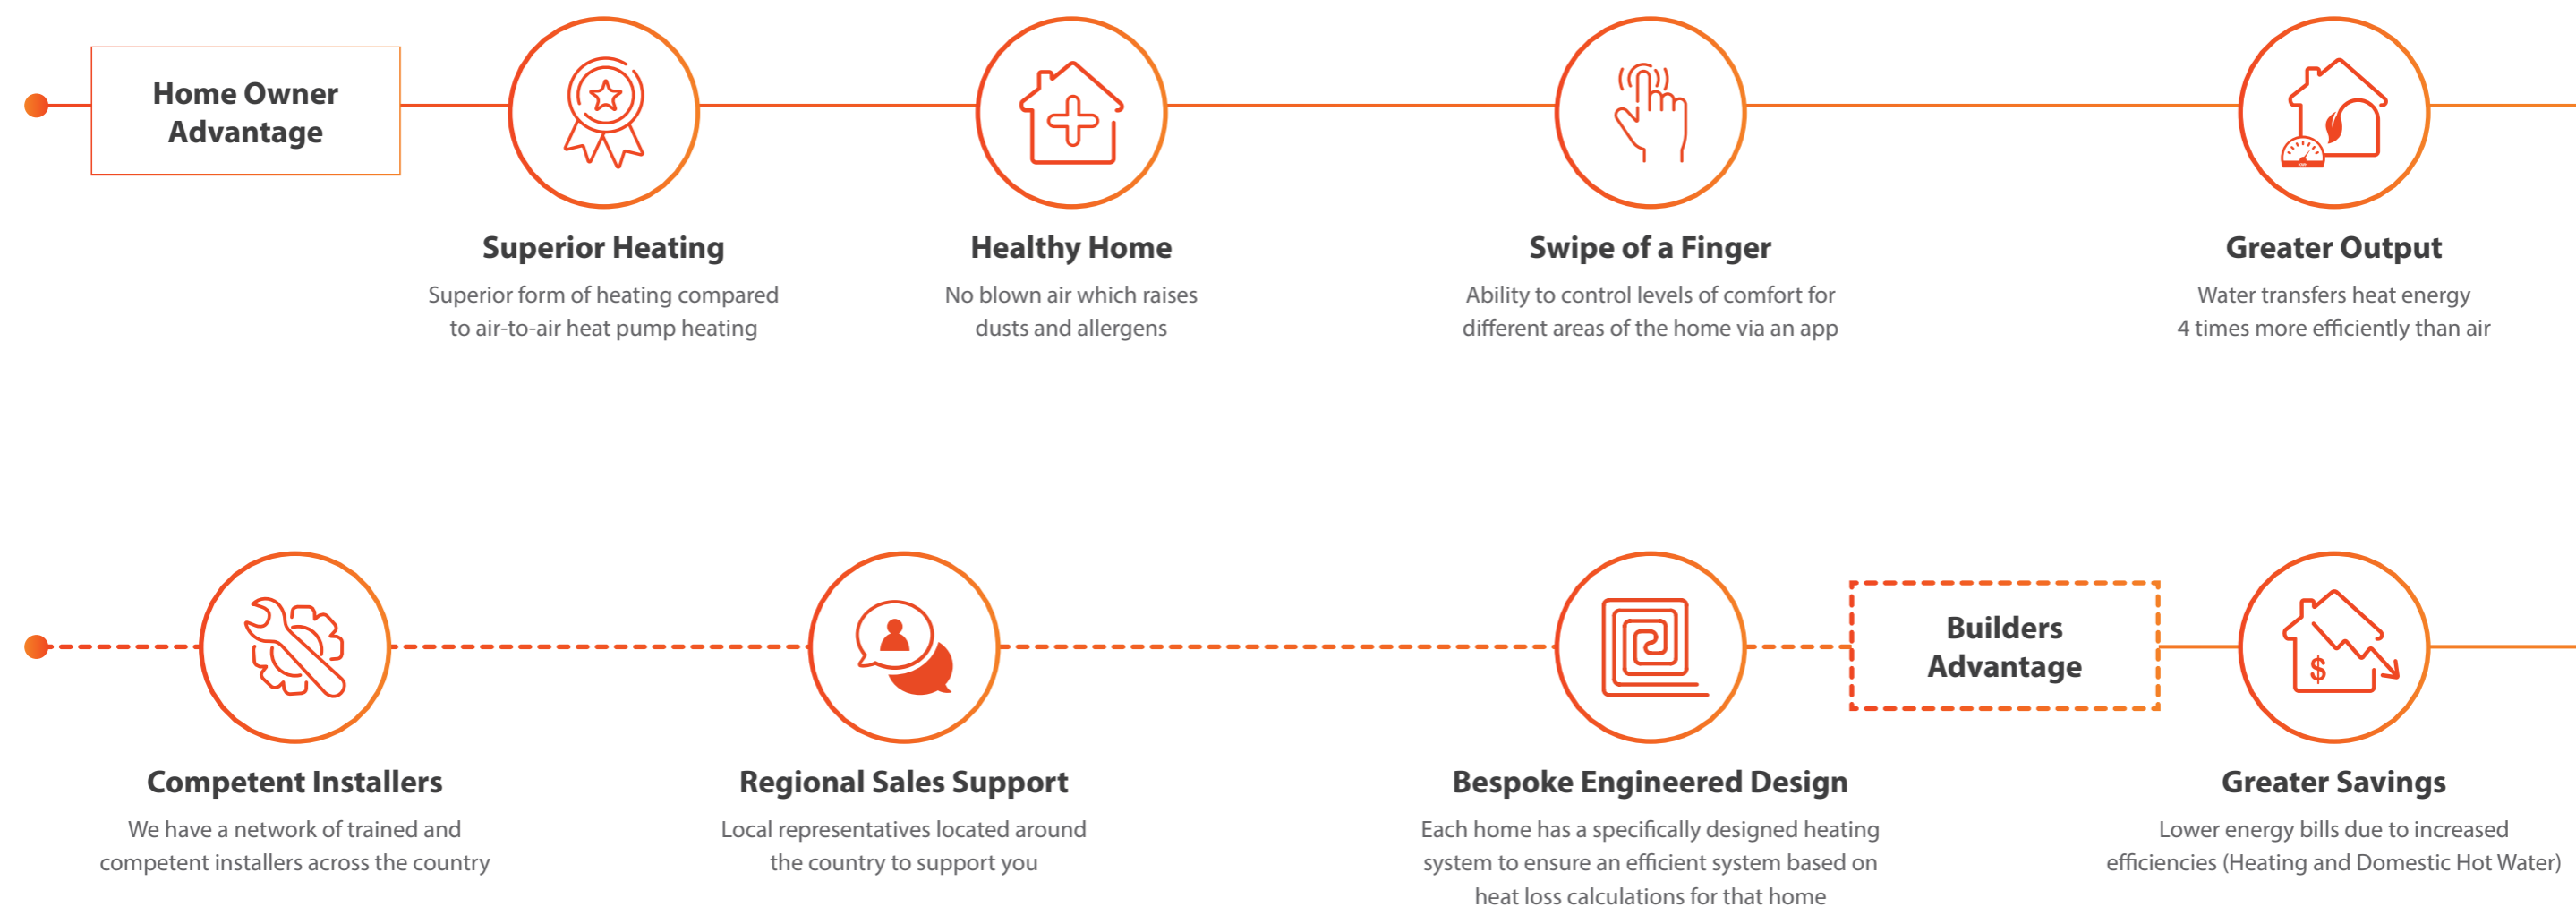 Home Owner
Advantage
Superior Heating
Superior form of heating compared
to air-to-air heat pump heating
Healthy Home
No blown air which raises
dusts and allergens
Swipe of a Finger
Ability to control levels of comfort for
different areas of the home via an app
Greater Output
Water transfers heat energy
4 times more efficiently than air
Competent Installers
We have a network of trained and
competent installers across the country
Regional Sales Support
Local representatives located around
the country to support you
Bespoke Engineered Design
Each home has a specifically designed heating
system to ensure an efficient system based on
heat loss calculations for that home
Builders
Advantage
$
Greater Savings
Lower energy bills due to increased
efficiencies (Heating and Domestic Hot Water)